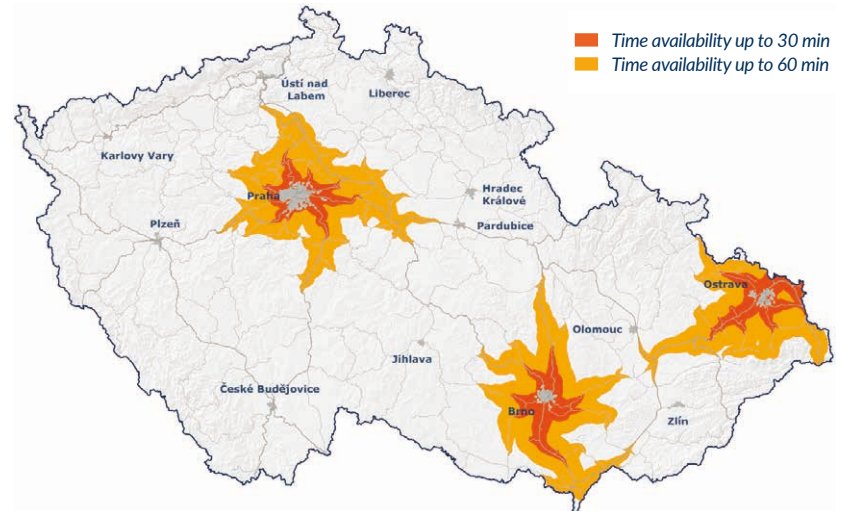 Time availability up to 30 min
Time availability up to 60 min
Ústí nad
Labem
Liberec
Karlovy Vary
Praha
Hradec
Králové
Plzeň
Pardubice
Ostrava
Olomouc
Jihlava
České Budějovice
Brno
Zlín